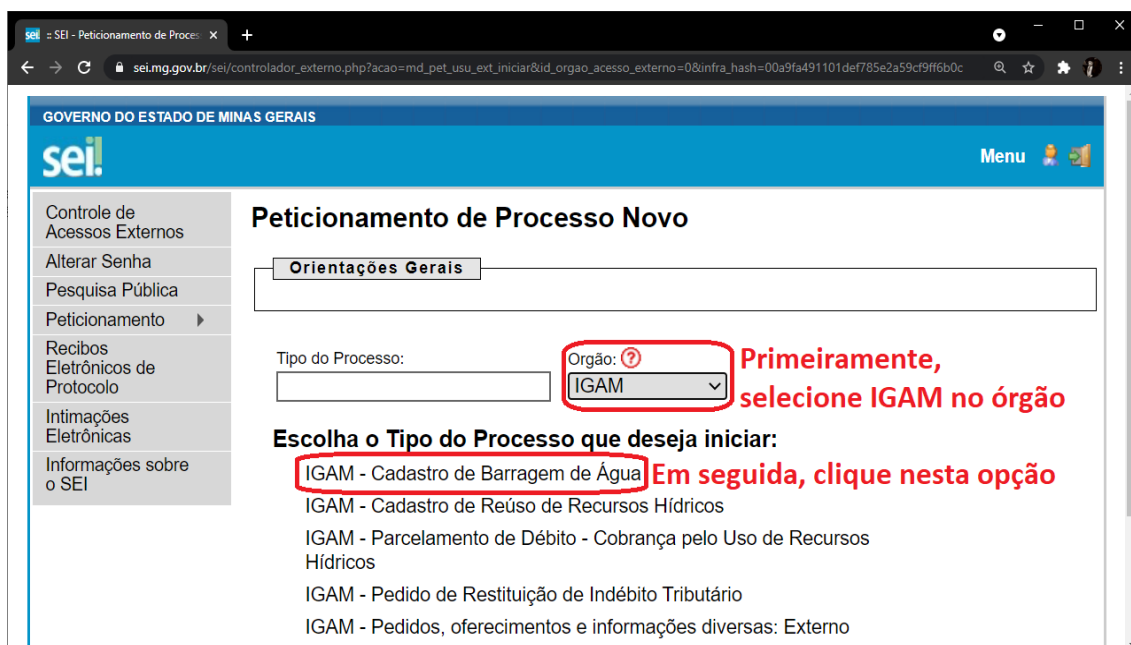 sei! :: SEI - Peticionamento de Proces
sei.mg.gov.br/sei/controlador_externo.php?acao=md_pet_usu_ext_iniciar&id_orgao_acesso_externo=0&infra_hash=00a9fa491101def785e2a59cf9ff6b0c
GOVERNO DO ESTADO DE MINAS GERAIS
sei!
Menu
Controle de
Acessos Externos
Alterar Senha
Pesquisa Pública
Peticionamento
Recibos
Eletrônicos de
Protocolo
Intimações
Eletrônicas
Informações sobre
o SEI
Peticionamento de Processo Novo
Orientações Gerais
Tipo do Processo:
Orgão: ?
IGAM
Primeiramente,
selecione IGAM no órgão
Escolha o Tipo do Processo que deseja iniciar:
IGAM - Cadastro de Barragem de Água
Em seguida, clique nesta opção
IGAM - Cadastro de Reúso de Recursos Hídricos
IGAM - Parcelamento de Débito - Cobrança pelo Uso de Recursos
Hídricos
IGAM - Pedido de Restituição de Indébito Tributário
IGAM - Pedidos, oferecimentos e informações diversas: Externo